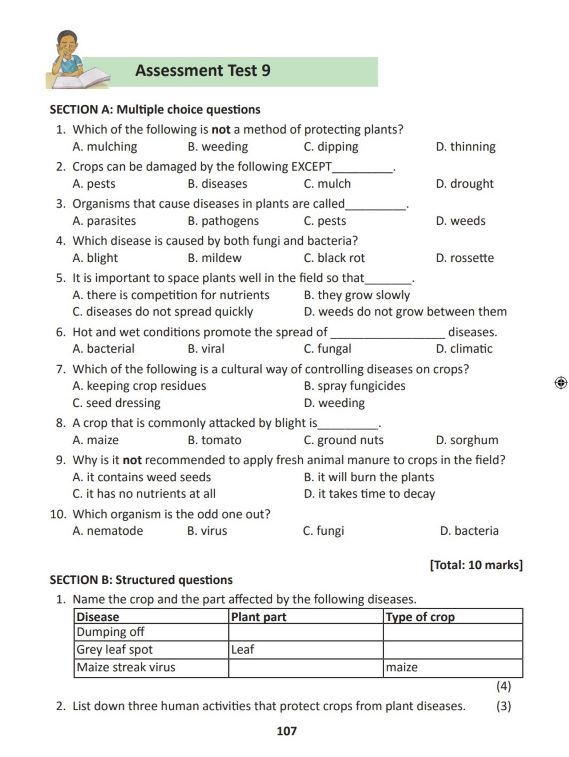 Assessment Test 9
SECTION A: Multiple choice questions
1. Which of the following is not a method of protecting plants?
A. mulching B. weeding C. dipping D. thinning
2. Crops can be damaged by the following EXCEPT_________.
A. pests B. diseases C. mulch D. drought
3. Organisms that cause diseases in plants are called_________.
A. parasites B. pathogens C. pests D. weeds
4. Which disease is caused by both fungi and bacteria?
A. blight B. mildew C. black rot D. rossette
5. It is important to space plants well in the field so that_______.
A. there is competition for nutrients B. they grow slowly
C. diseases do not spread quickly D. weeds do not grow between them
6. Hot and wet conditions promote the spread of _________________ diseases.
A. bacterial B. viral C. fungal D. climatic
7. Which of the following is a cultural way of controlling diseases on crops?
A. keeping crop residues B. spray fungicides
C. seed dressing D. weeding
8. A crop that is commonly attacked by blight is_________.
A. maize B. tomato C. ground nuts D. sorghum
9. Why is it not recommended to apply fresh animal manure to crops in the field?
A. it contains weed seeds B. it will burn the plants
C. it has no nutrients at all D. it takes time to decay
10. Which organism is the odd one out?
A. nematode B. virus C. fungi D. bacteria
[Total: 10 marks]
SECTION B: Structured questions
1. Name the crop and the part affected by the following diseases.
Disease Plant part Type of crop
Dumping off
Grey leaf spot Leaf
Maize streak virus maize
(4)
2. List down three human activities that protect crops from plant diseases. (3)
107